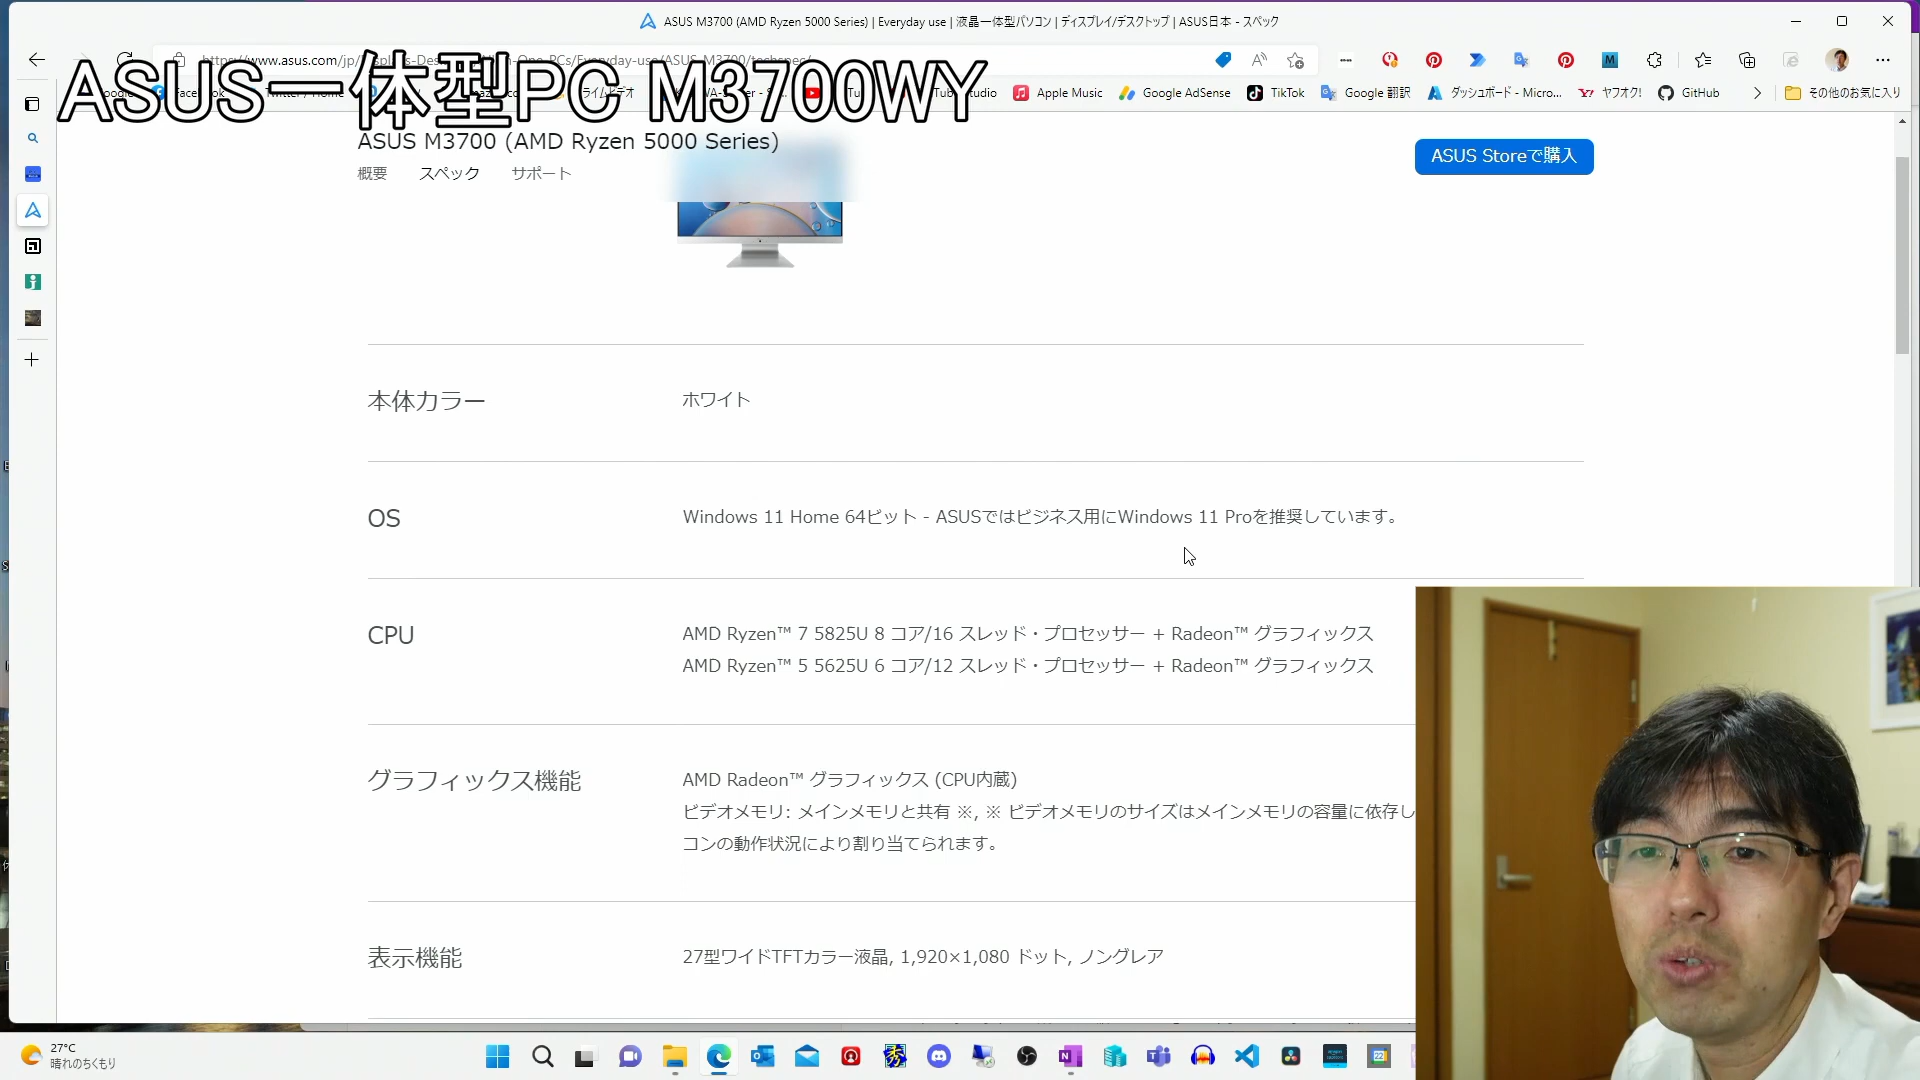 ASUS M3700 (AMD Ryzen 5000 Series) | Everyday use | 液晶一体型パソコン | ディスプレイ/デスクトップ | ASUS日本 - スペック
https://www.asus.com/jp/
ASUS一体型PC M3700WY
Apple Music
Google AdSense
TikTok
Google 翻訳
ダッシュボード - Micro...
ヤフオク!
GitHub
その他のお気に入り
ASUS M3700 (AMD Ryzen 5000 Series)
ASUS Storeで購入
概要 スペック サポート
本体カラー ホワイト
OS Windows 11 Home 64ビット - ASUSではビジネス用にWindows 11 Proを推奨しています。
CPU AMD Ryzen™ 7 5825U 8 コア/16 スレッド・プロセッサー + Radeon™ グラフィックス
AMD Ryzen™ 5 5625U 6 コア/12 スレッド・プロセッサー + Radeon™ グラフィックス
グラフィックス機能 AMD Radeon™ グラフィックス (CPU内蔵)
ビデオメモリ: メインメモリと共有 ※, ※ ビデオメモリのサイズはメインメモリの容量に依存し
コンの動作状況により割り当てられます。
表示機能 27型ワイドTFTカラー液晶, 1,920×1,080 ドット, ノングレア
27°C
晴れのちくもり